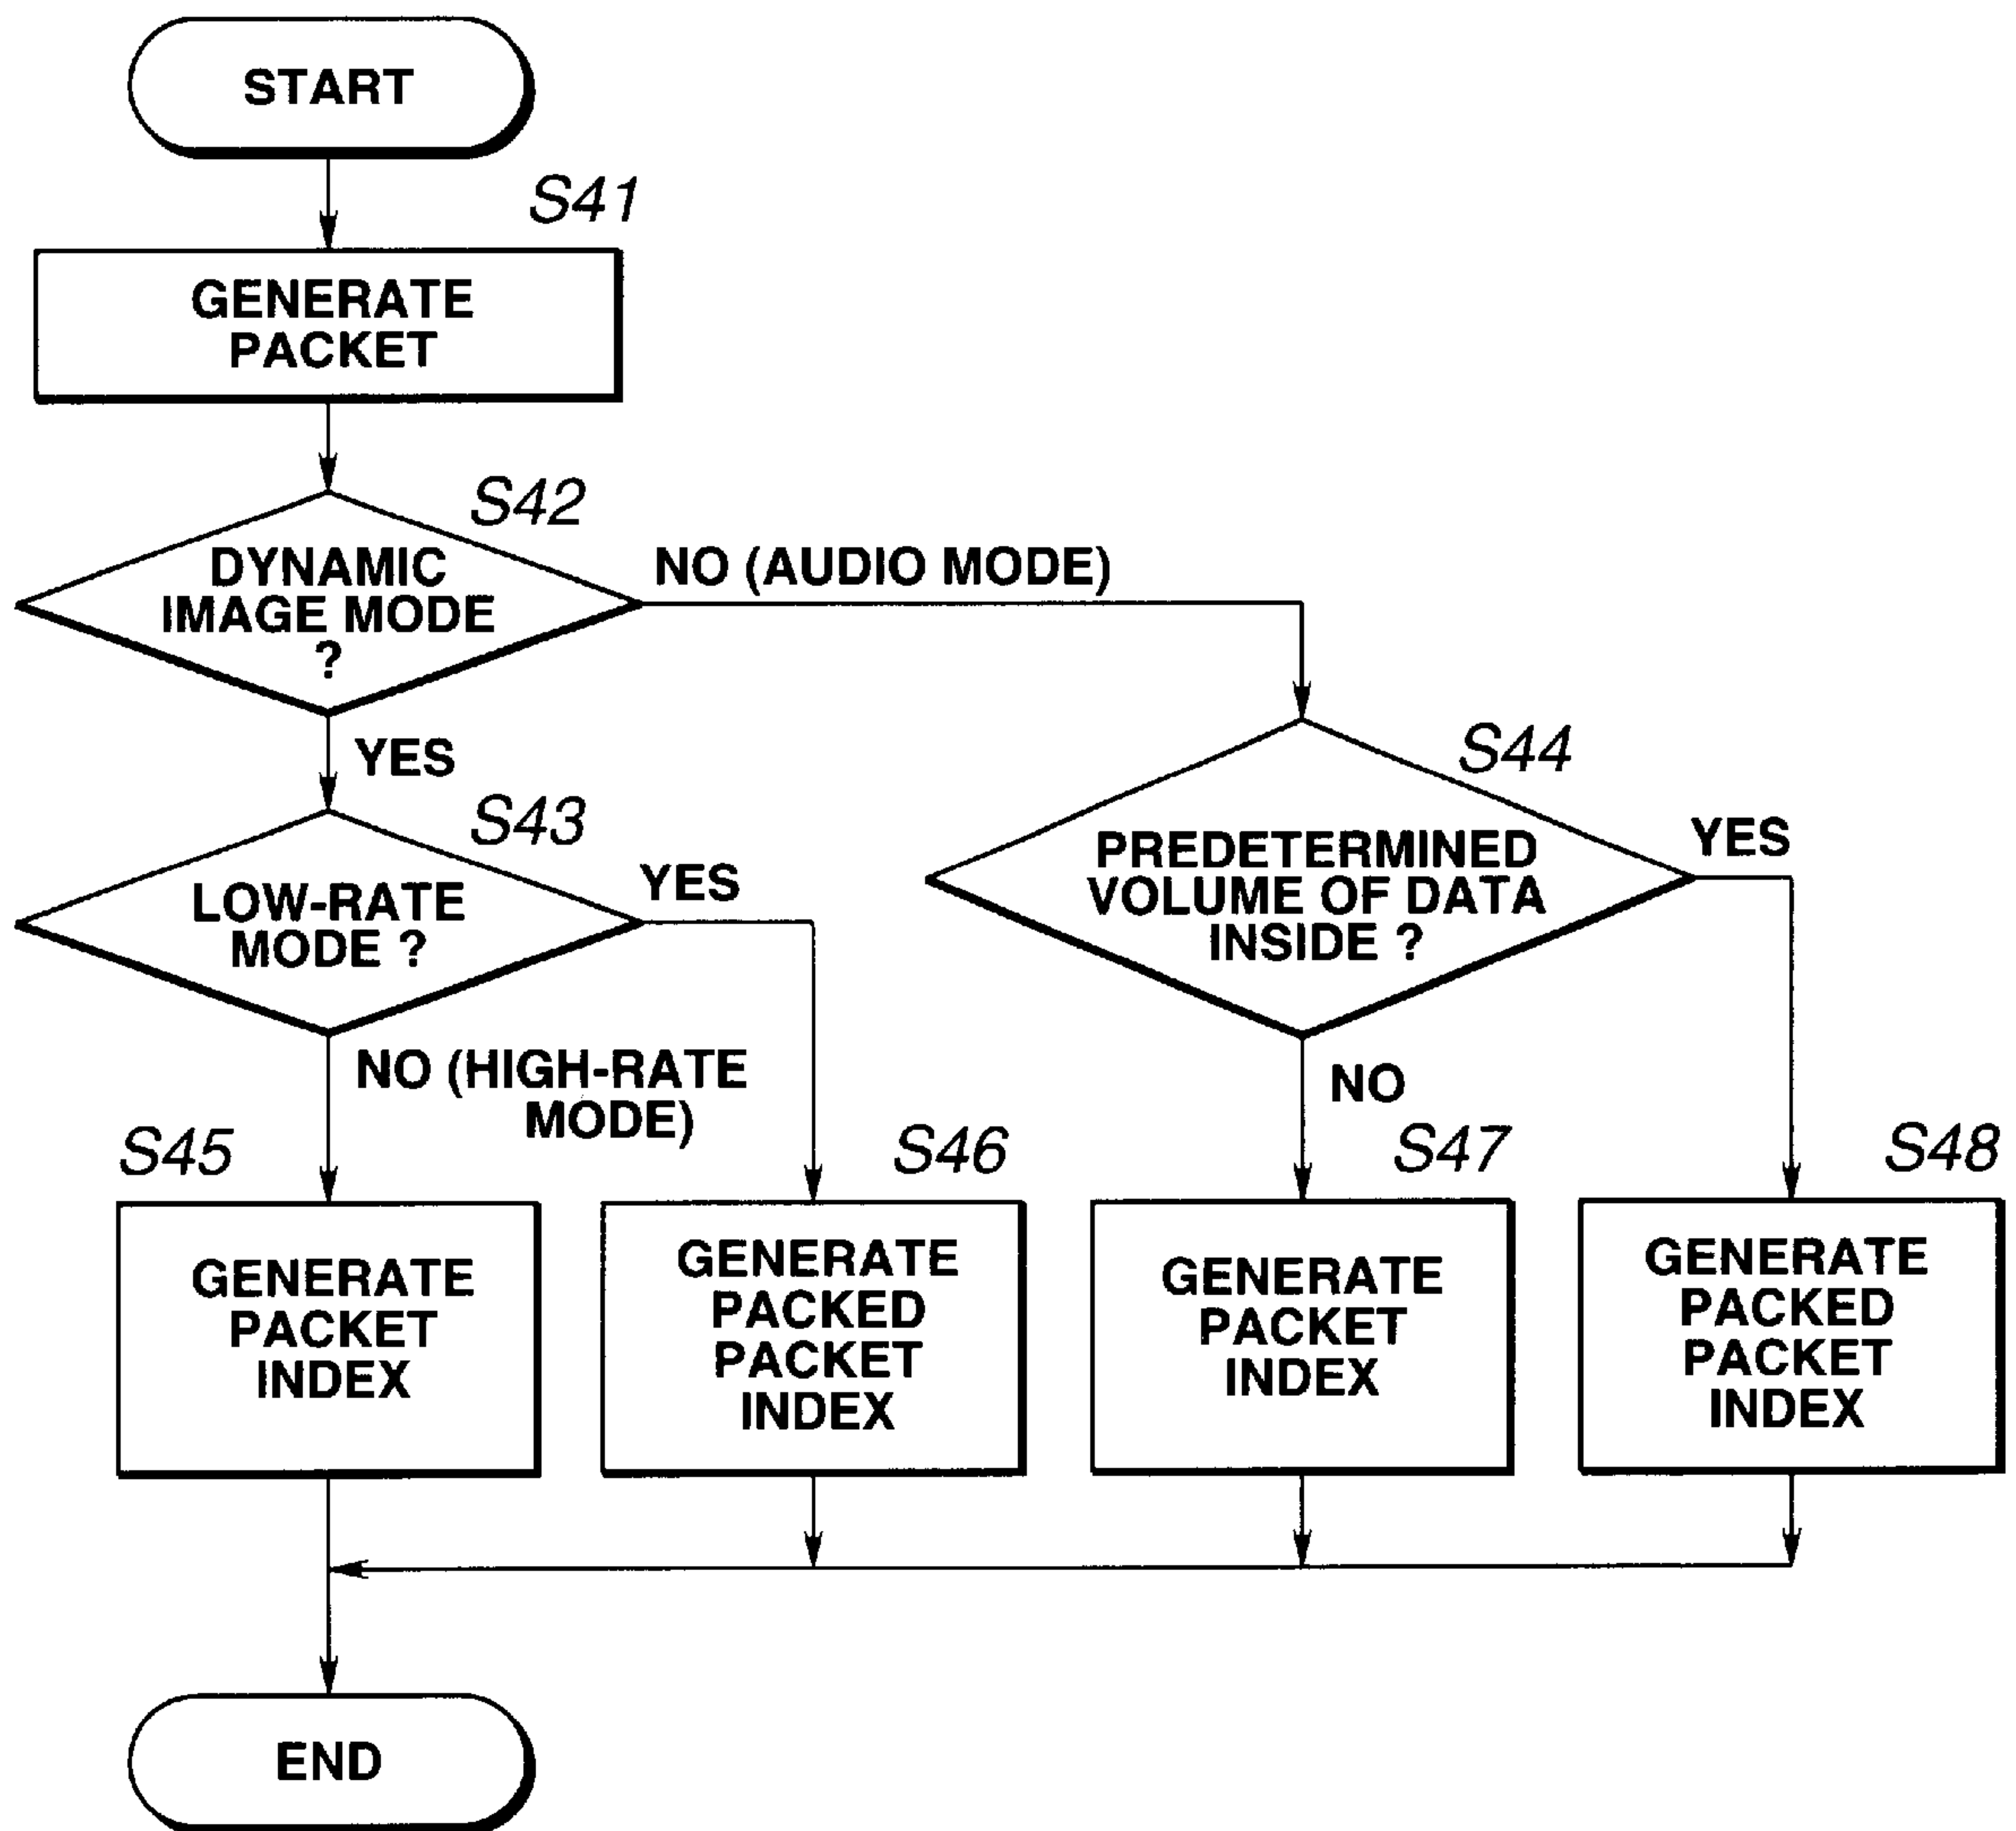 START
S41
GENERATE
PACKET
S42
DYNAMIC
IMAGE MODE
?
NO (AUDIO MODE)
YES
S43
LOW-RATE
MODE ?
YES
NO (HIGH-RATE
MODE)
S44
PREDETERMINED
VOLUME OF DATA
INSIDE ?
YES
NO
S45
GENERATE
PACKET
INDEX
S46
GENERATE
PACKED
PACKET
INDEX
S47
GENERATE
PACKET
INDEX
S48
GENERATE
PACKED
PACKET
INDEX
END